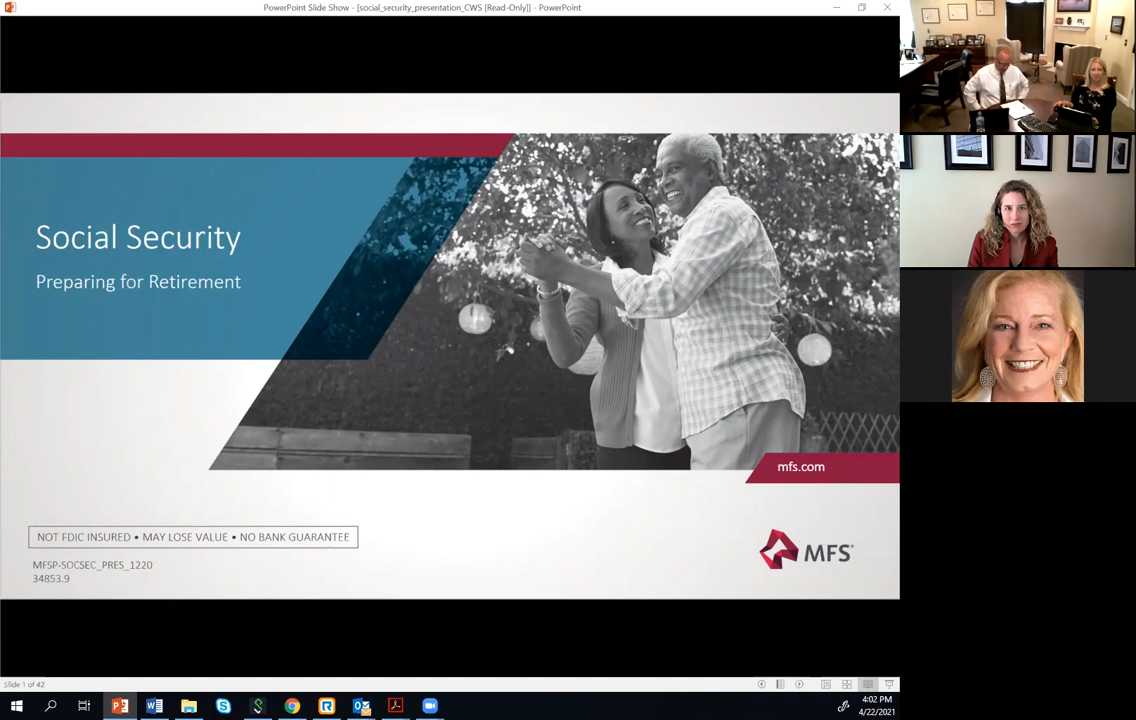 PowerPoint Slide Show - [social_security_presentation_CWS [Read-Only]] - PowerPoint
Social Security
Preparing for Retirement
mfs.com
NOT FDIC INSURED • MAY LOSE VALUE • NO BANK GUARANTEE
MFSP-SOCSEC_PRES_1220
34853.9
MFS®
Slide 1 of 42
4:02 PM
4/22/2021